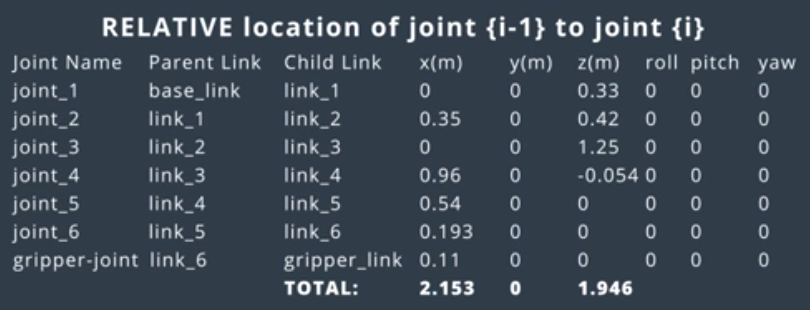 RELATIVE location of joint {i-1} to joint {i}
Joint Name Parent Link Child Link x(m) y(m) z(m) roll pitch yaw
joint_1 base_link link_1 0 0 0.33 0 0 0
joint_2 link_1 link_2 0.35 0 0.42 0 0 0
joint_3 link_2 link_3 0 0 1.25 0 0 0
joint_4 link_3 link_4 0.96 0 -0.054 0 0 0
joint_5 link_4 link_5 0.54 0 0 0 0 0
joint_6 link_5 link_6 0.193 0 0 0 0 0
gripper-joint link_6 gripper_link 0.11 0 0 0 0 0
TOTAL: 2.153 0 1.946